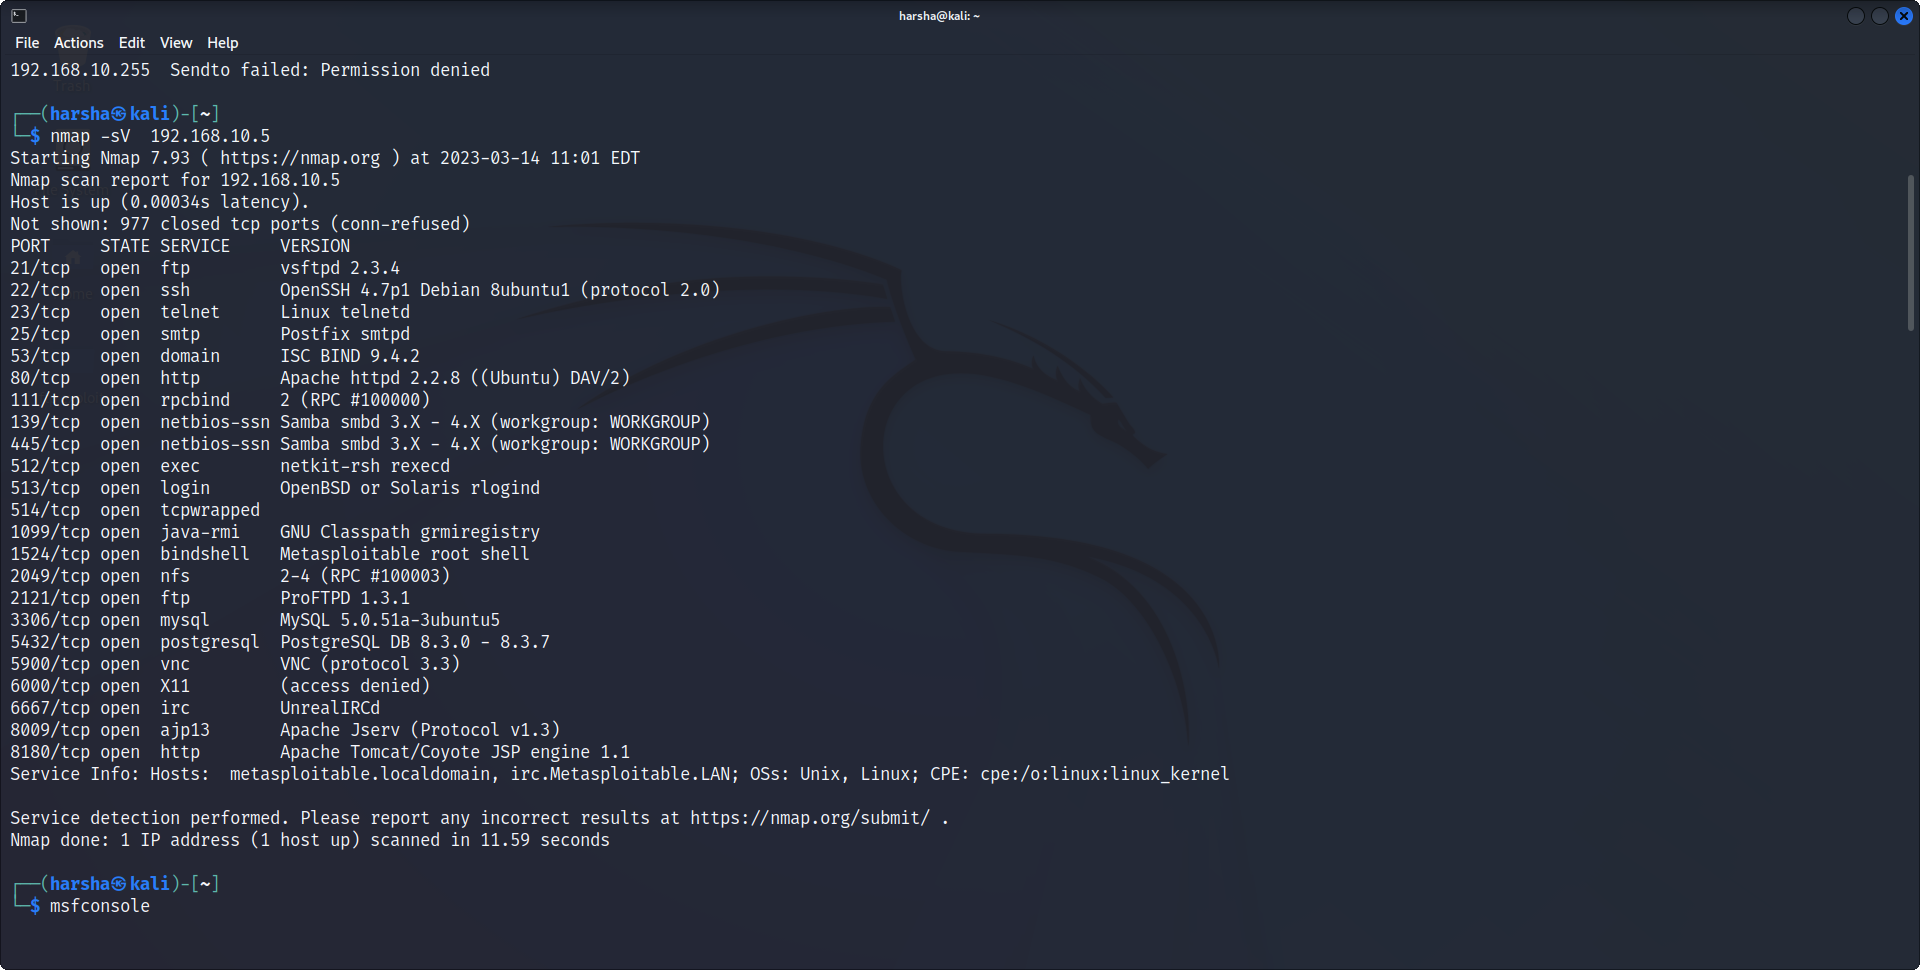 harsha@kali: ~
File Actions Edit View Help
192.168.10.255  Sendto failed: Permission denied
┌──(harsha㉿kali)-[~]
└─$ nmap -sV  192.168.10.5
Starting Nmap 7.93 ( https://nmap.org ) at 2023-03-14 11:01 EDT
Nmap scan report for 192.168.10.5
Host is up (0.00034s latency).
Not shown: 977 closed tcp ports (conn-refused)
PORT     STATE SERVICE     VERSION
21/tcp   open  ftp         vsftpd 2.3.4
22/tcp   open  ssh         OpenSSH 4.7p1 Debian 8ubuntu1 (protocol 2.0)
23/tcp   open  telnet      Linux telnetd
25/tcp   open  smtp        Postfix smtpd
53/tcp   open  domain      ISC BIND 9.4.2
80/tcp   open  http        Apache httpd 2.2.8 ((Ubuntu) DAV/2)
111/tcp  open  rpcbind     2 (RPC #100000)
139/tcp  open  netbios-ssn Samba smbd 3.X - 4.X (workgroup: WORKGROUP)
445/tcp  open  netbios-ssn Samba smbd 3.X - 4.X (workgroup: WORKGROUP)
512/tcp  open  exec        netkit-rsh rexecd
513/tcp  open  login       OpenBSD or Solaris rlogind
514/tcp  open  tcpwrapped
1099/tcp open  java-rmi    GNU Classpath grmiregistry
1524/tcp open  bindshell   Metasploitable root shell
2049/tcp open  nfs         2-4 (RPC #100003)
2121/tcp open  ftp         ProFTPD 1.3.1
3306/tcp open  mysql       MySQL 5.0.51a-3ubuntu5
5432/tcp open  postgresql  PostgreSQL DB 8.3.0 - 8.3.7
5900/tcp open  vnc         VNC (protocol 3.3)
6000/tcp open  X11         (access denied)
6667/tcp open  irc         UnrealIRCd
8009/tcp open  ajp13       Apache Jserv (Protocol v1.3)
8180/tcp open  http        Apache Tomcat/Coyote JSP engine 1.1
Service Info: Hosts:  metasploitable.localdomain, irc.Metasploitable.LAN; OSs: Unix, Linux; CPE: cpe:/o:linux:linux_kernel
Service detection performed. Please report any incorrect results at https://nmap.org/submit/ .
Nmap done: 1 IP address (1 host up) scanned in 11.59 seconds
┌──(harsha㉿kali)-[~]
└─$ msfconsole